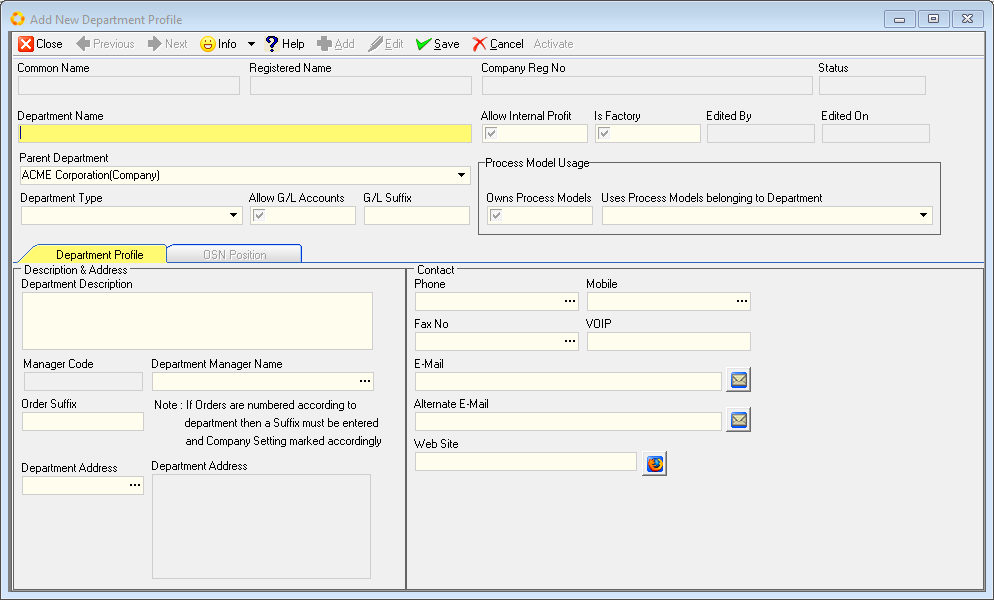 Add New Department Profile
Close Previous Next Info Help Add Edit Save Cancel Activate
Common Name Registered Name Company Reg No Status
Department Name Allow Internal Profit Is Factory Edited By Edited On
Parent Department
ACME Corporation(Company)
Process Model Usage
Department Type Allow G/L Accounts G/L Suffix Owns Process Models Uses Process Models belonging to Department
Department Profile OSN Position
Description & Address
Department Description
Manager Code Department Manager Name
Order Suffix
Note : If Orders are numbered according to
department then a Suffix must be entered
and Company Setting marked accordingly
Department Address Department Address
Contact
Phone Mobile
Fax No VOIP
E-Mail
Alternate E-Mail
Web Site